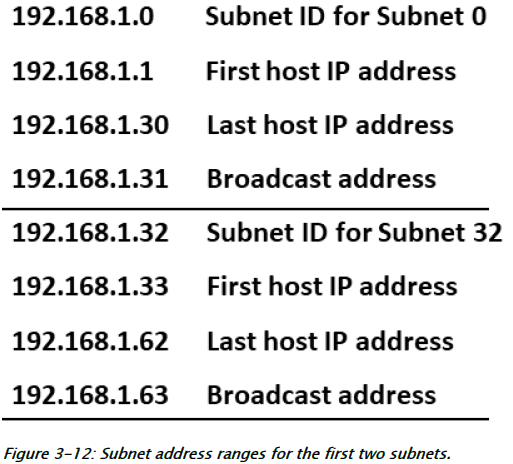 192.168.1.0 Subnet ID for Subnet 0
192.168.1.1 First host IP address
192.168.1.30 Last host IP address
192.168.1.31 Broadcast address
192.168.1.32 Subnet ID for Subnet 32
192.168.1.33 First host IP address
192.168.1.62 Last host IP address
192.168.1.63 Broadcast address
Figure 3-12: Subnet address ranges for the first two subnets.